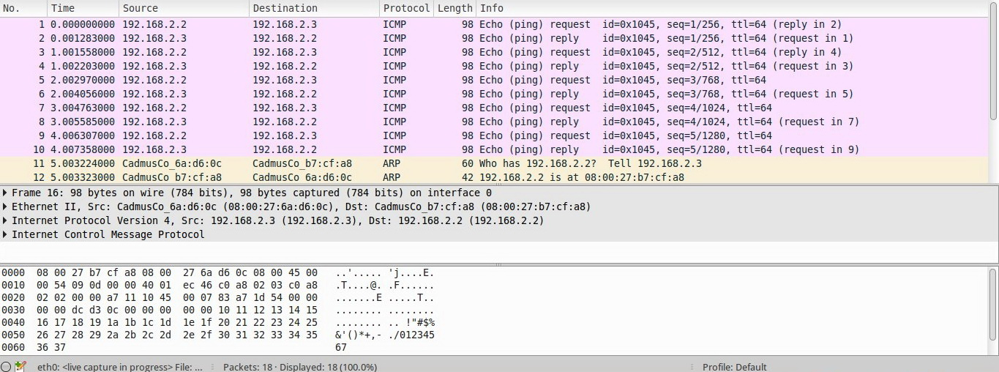 No. Time Source Destination Protocol Length Info
1 0.000000000 192.168.2.2 192.168.2.3 ICMP 98 Echo (ping) request id=0x1045, seq=1/256, ttl=64 (reply in 2)
2 0.001283000 192.168.2.3 192.168.2.2 ICMP 98 Echo (ping) reply id=0x1045, seq=1/256, ttl=64 (request in 1)
3 1.001558000 192.168.2.2 192.168.2.3 ICMP 98 Echo (ping) request id=0x1045, seq=2/512, ttl=64 (reply in 4)
4 1.002203000 192.168.2.3 192.168.2.2 ICMP 98 Echo (ping) reply id=0x1045, seq=2/512, ttl=64 (request in 3)
5 2.002970000 192.168.2.2 192.168.2.3 ICMP 98 Echo (ping) request id=0x1045, seq=3/768, ttl=64
6 2.004056000 192.168.2.3 192.168.2.2 ICMP 98 Echo (ping) reply id=0x1045, seq=3/768, ttl=64 (request in 5)
7 3.004763000 192.168.2.2 192.168.2.3 ICMP 98 Echo (ping) request id=0x1045, seq=4/1024, ttl=64
8 3.005585000 192.168.2.3 192.168.2.2 ICMP 98 Echo (ping) reply id=0x1045, seq=4/1024, ttl=64 (request in 7)
9 4.006307000 192.168.2.2 192.168.2.3 ICMP 98 Echo (ping) request id=0x1045, seq=5/1280, ttl=64
10 4.007358000 192.168.2.3 192.168.2.2 ICMP 98 Echo (ping) reply id=0x1045, seq=5/1280, ttl=64 (request in 9)
11 5.003224000 CadmusCo_6a:d6:0c CadmusCo_b7:cf:a8 ARP 60 Who has 192.168.2.2? Tell 192.168.2.3
12 5.003323000 CadmusCo_b7:cf:a8 CadmusCo_6a:d6:0c ARP 42 192.168.2.2 is at 08:00:27:b7:cf:a8
Frame 16: 98 bytes on wire (784 bits), 98 bytes captured (784 bits) on interface 0
Ethernet II, Src: CadmusCo_6a:d6:0c (08:00:27:6a:d6:0c), Dst: CadmusCo_b7:cf:a8 (08:00:27:b7:cf:a8)
Internet Protocol Version 4, Src: 192.168.2.3 (192.168.2.3), Dst: 192.168.2.2 (192.168.2.2)
Internet Control Message Protocol
0000 08 00 27 b7 cf a8 08 00 27 6a d6 0c 08 00 45 00 ..'..... 'j....E.
0010 00 54 09 0d 00 00 40 01 ec 46 c0 a8 02 03 c0 a8 .T....@. .F......
0020 02 02 00 00 a7 11 10 45 00 07 83 a7 1d 54 00 00 .......E .....T..
0030 00 00 dc d3 0c 00 00 00 00 00 10 11 12 13 14 15 ........ ........
0040 16 17 18 19 1a 1b 1c 1d 1e 1f 20 21 22 23 24 25 ........ .. !"#$%
0050 26 27 28 29 2a 2b 2c 2d 2e 2f 30 31 32 33 34 35 &'()*+,- ./012345
0060 36 37 67
eth0: <live capture in progress> File: ... Packets: 18 · Displayed: 18 (100.0%) Profile: Default